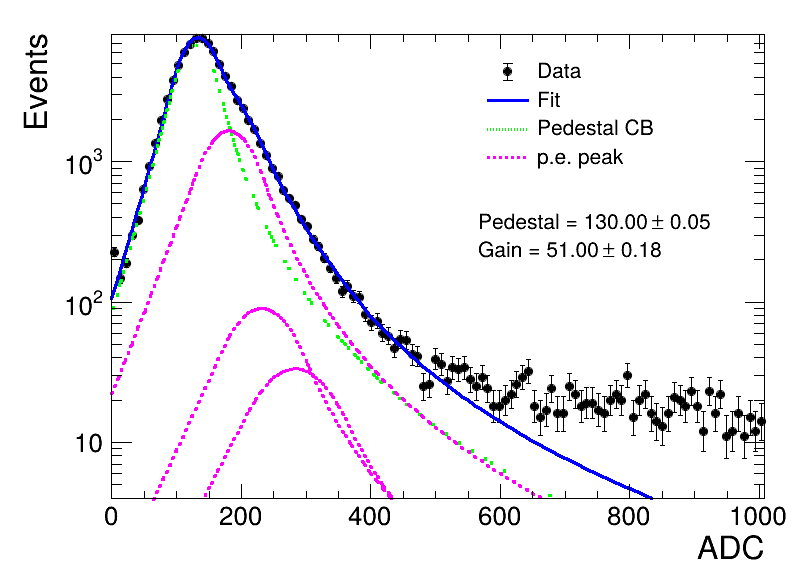 Events
Data
Fit
Pedestal CB
p.e. peak
Pedestal = 130.00 ± 0.05
Gain = 51.00 ± 0.18
10³
10²
10
0 200 400 600 800 1000
ADC